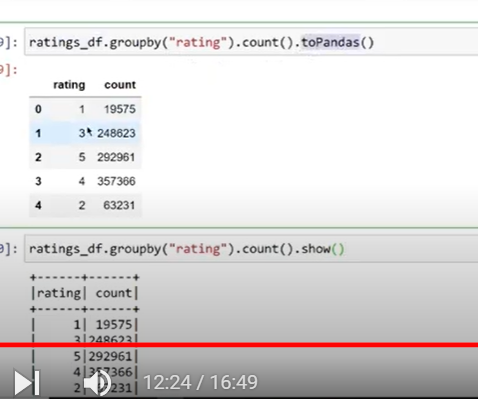 9]: ratings_df.groupby("rating").count().toPandas()
9]:
rating count
0 1 19575
1 3 248623
2 5 292961
3 4 357366
4 2 63231
0]: ratings_df.groupby("rating").count().show()
+------+------+
|rating| count|
+------+------+
| 1| 19575|
| 3|248623|
| 5|292961|
| 4|357366|
| 2| 63231|
12:24 / 16:49